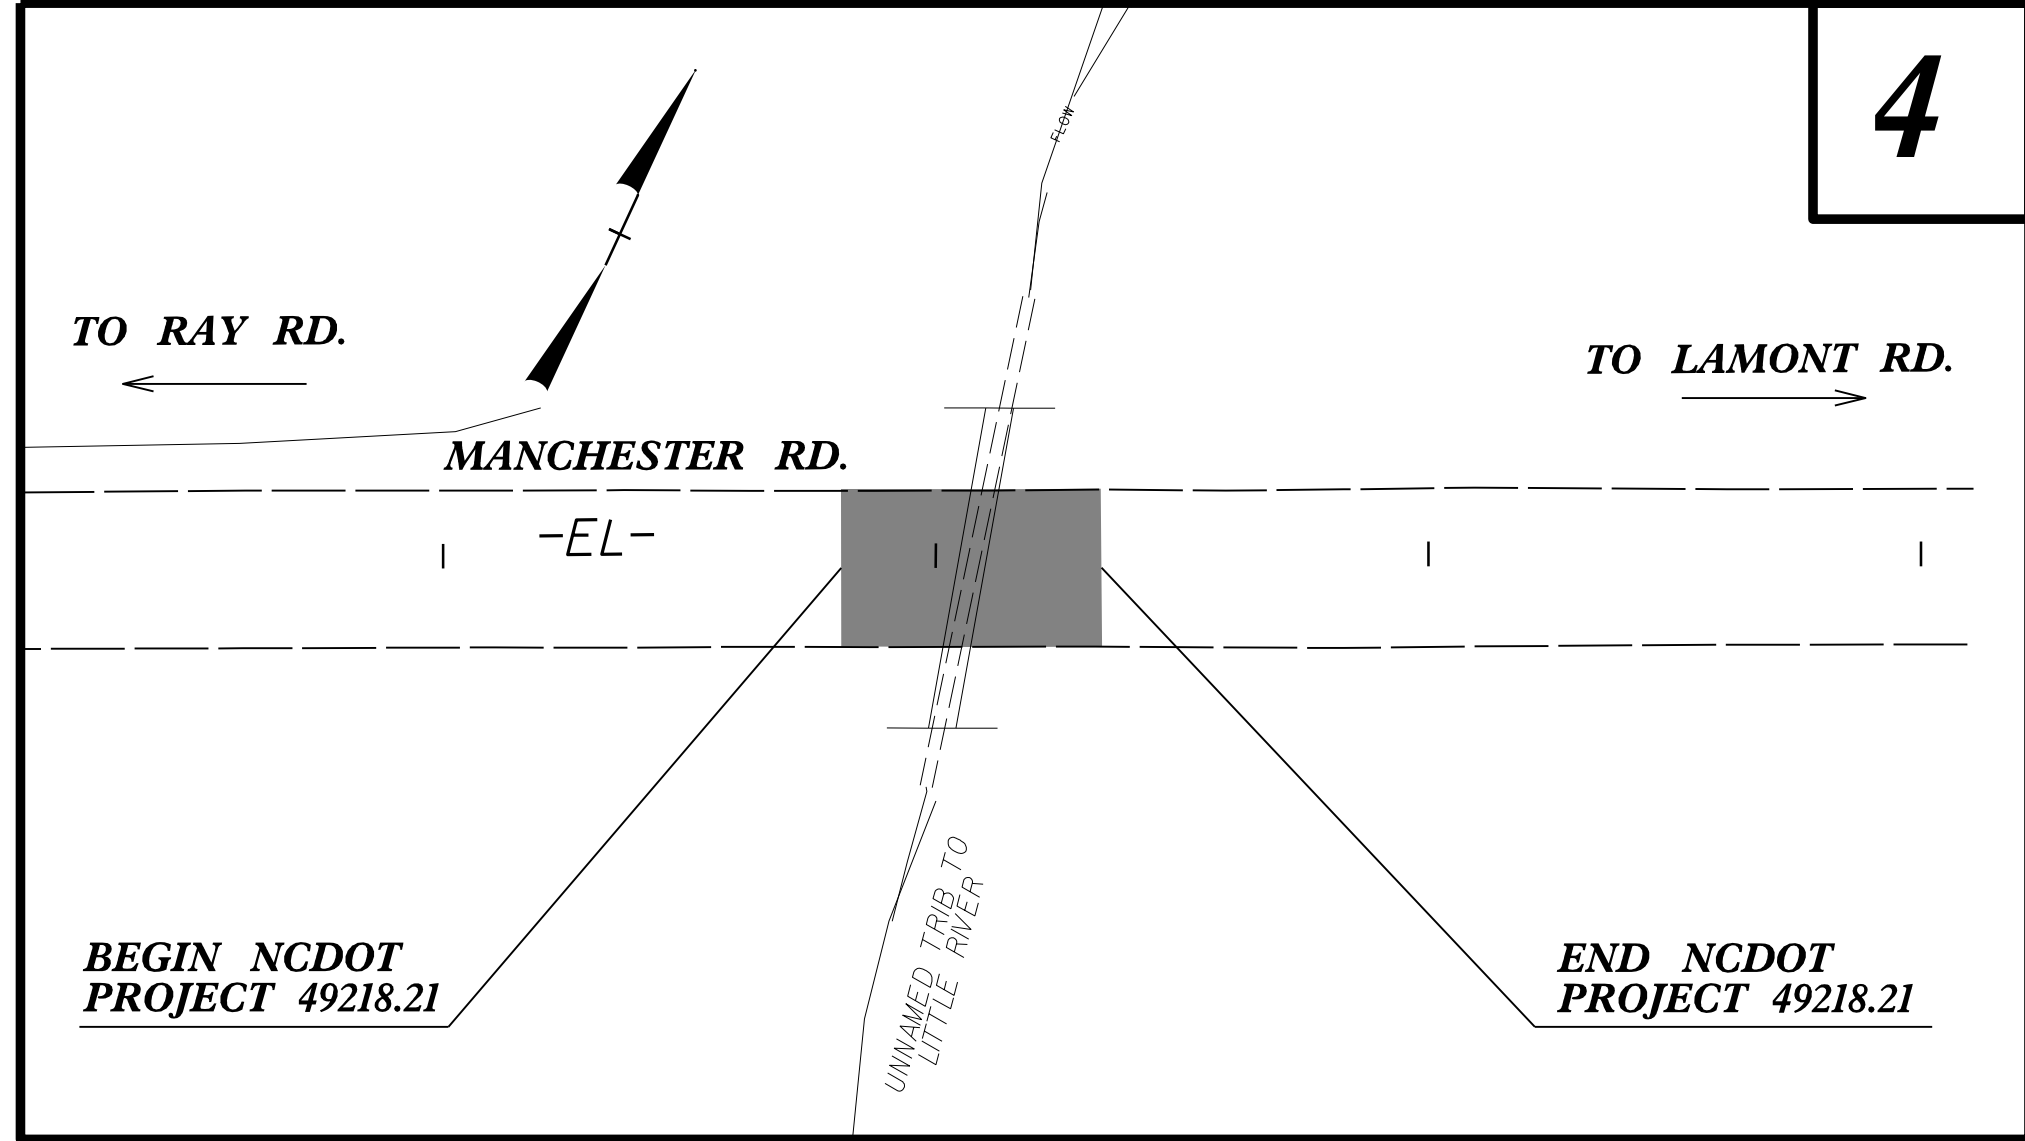 4
FLOW
TO RAY RD.
TO LAMONT RD.
MANCHESTER RD.
-EL-
UNNAMED TRIB TO
LITTLE RIVER
BEGIN NCDOT
PROJECT 49218.21
END NCDOT
PROJECT 49218.21